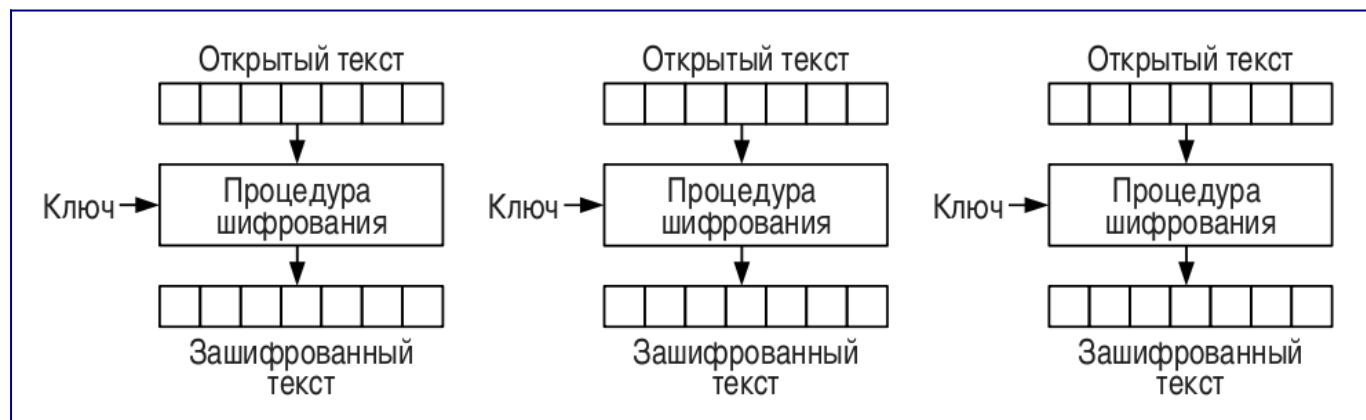 Открытый текст
Открытый текст
Открытый текст
Ключ
Процедура
шифрования
Ключ
Процедура
шифрования
Ключ
Процедура
шифрования
Зашифрованный
текст
Зашифрованный
текст
Зашифрованный
текст